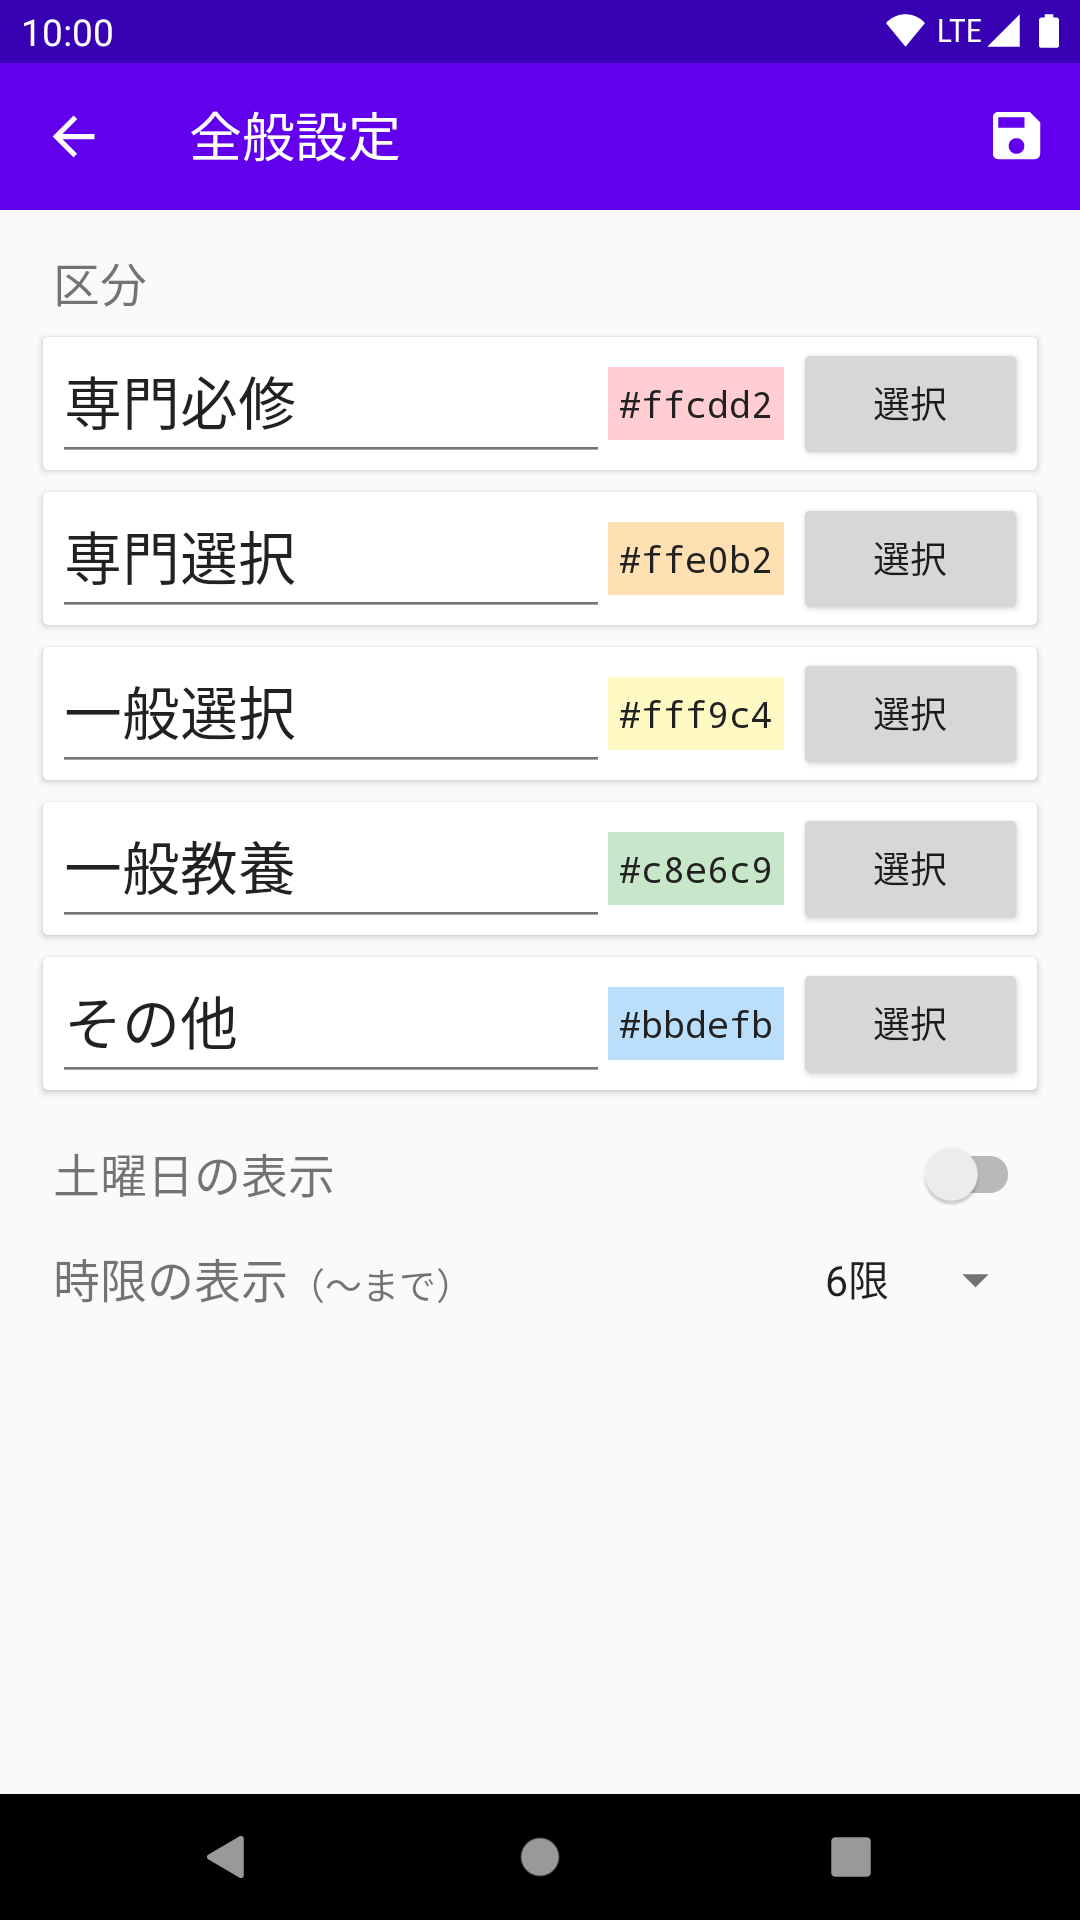 10:00 LTE
全般設定
区分
専門必修 #ffcdd2 選択
専門選択 #ffe0b2 選択
一般選択 #fff9c4 選択
一般教養 #c8e6c9 選択
その他 #bbdefb 選択
土曜日の表示
時限の表示（～まで） 6限